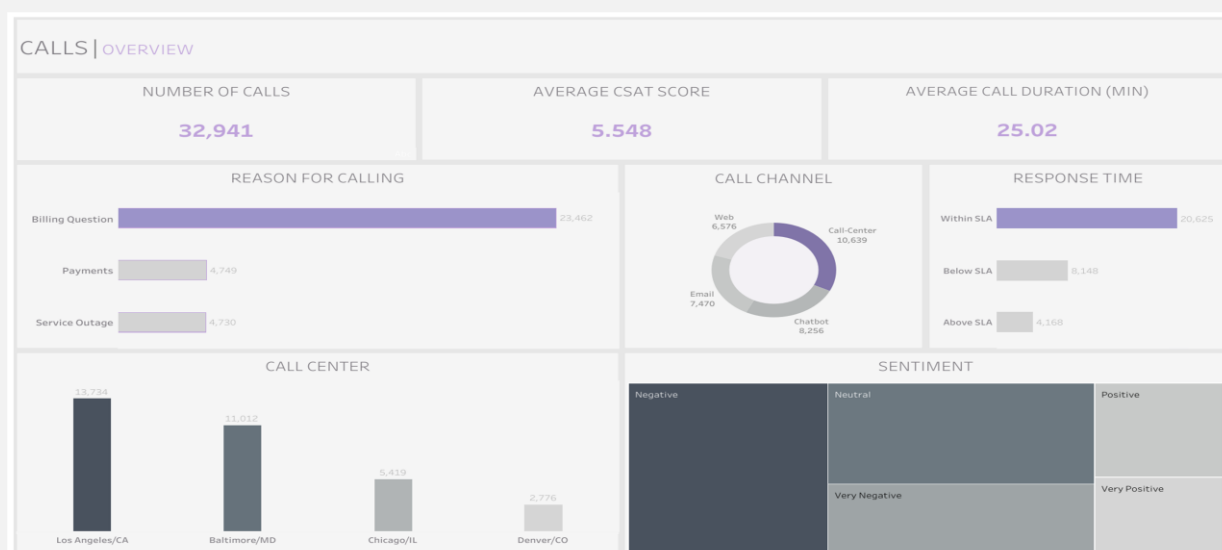 CALLS | OVERVIEW
NUMBER OF CALLS
32,941
AVERAGE CSAT SCORE
5.548
AVERAGE CALL DURATION (MIN)
25.02
REASON FOR CALLING
Billing Question 23,462
Payments 4,749
Service Outage 4,730
CALL CHANNEL
Web
6,576
Call-Center
10,639
Email
7,470
Chatbot
8,256
RESPONSE TIME
Within SLA 20,625
Below SLA 8,148
Above SLA 4,168
CALL CENTER
13,734
11,012
5,419
2,776
Los Angeles/CA Baltimore/MD Chicago/IL Denver/CO
SENTIMENT
Negative
Neutral
Positive
Very Negative
Very Positive